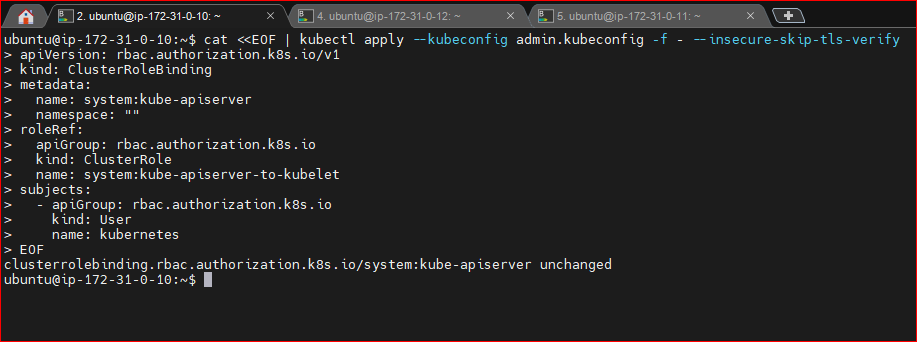 2. ubuntu@ip-172-31-0-10: ~
4. ubuntu@ip-172-31-0-12: ~
5. ubuntu@ip-172-31-0-11: ~
ubuntu@ip-172-31-0-10:~$ cat <<EOF | kubectl apply --kubeconfig admin.kubeconfig -f - --insecure-skip-tls-verify
> apiVersion: rbac.authorization.k8s.io/v1
> kind: ClusterRoleBinding
> metadata:
>   name: system:kube-apiserver
>   namespace: ""
> roleRef:
>   apiGroup: rbac.authorization.k8s.io
>   kind: ClusterRole
>   name: system:kube-apiserver-to-kubelet
> subjects:
>   - apiGroup: rbac.authorization.k8s.io
>     kind: User
>     name: kubernetes
> EOF
clusterrolebinding.rbac.authorization.k8s.io/system:kube-apiserver unchanged
ubuntu@ip-172-31-0-10:~$